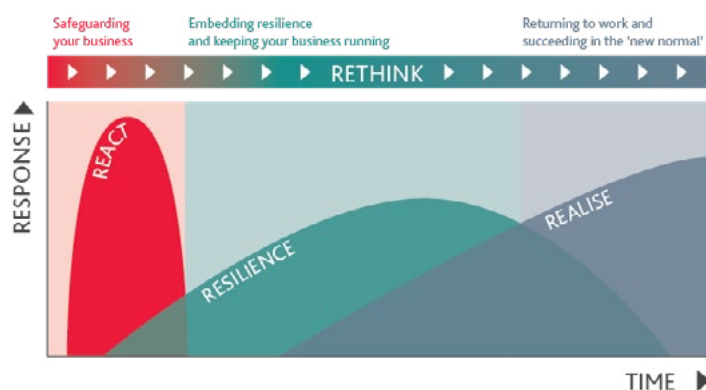 Safeguarding
your business
Embedding resilience
and keeping your business running
Returning to work and
succeeding in the 'new normal'
RETHINK
RESPONSE
REACT
RESILIENCE
REALISE
TIME